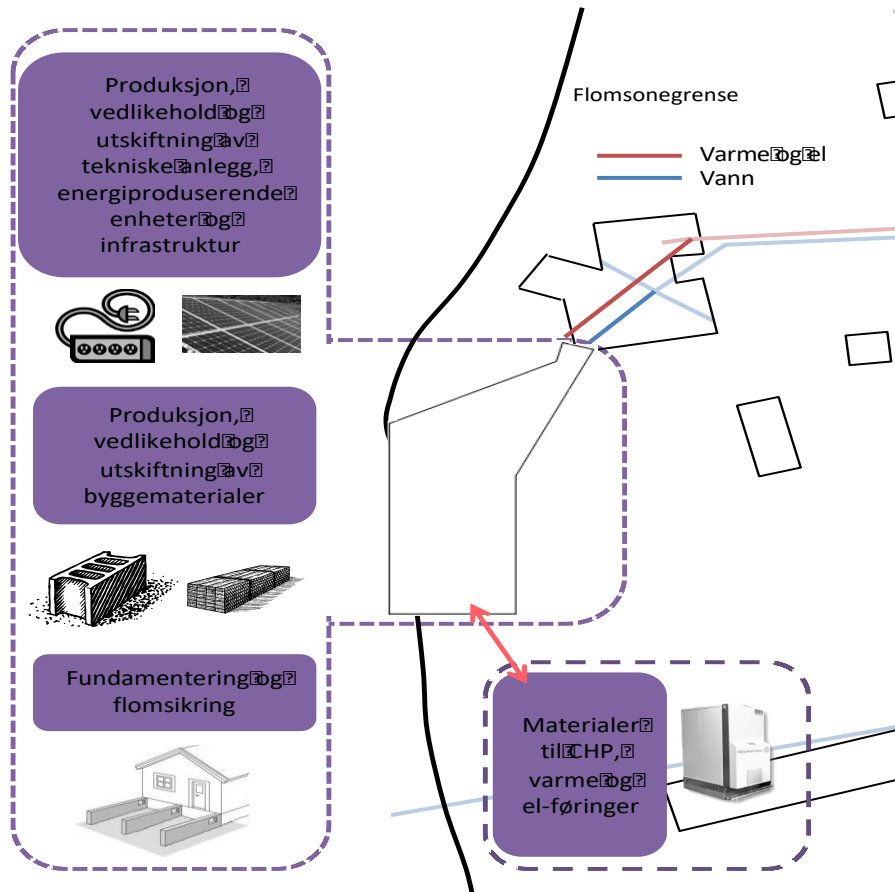 Produksjon,
vedlikehold og
utskiftning av
tekniske anlegg,
energiproduserende
enheter og
infrastruktur
Produksjon,
vedlikehold og
utskiftning av
byggematerialer
Fundamentering og
flomsikring
Flomsonegrense
Varme og el
Vann
Materialer
til CHP,
varme og
el-føringer